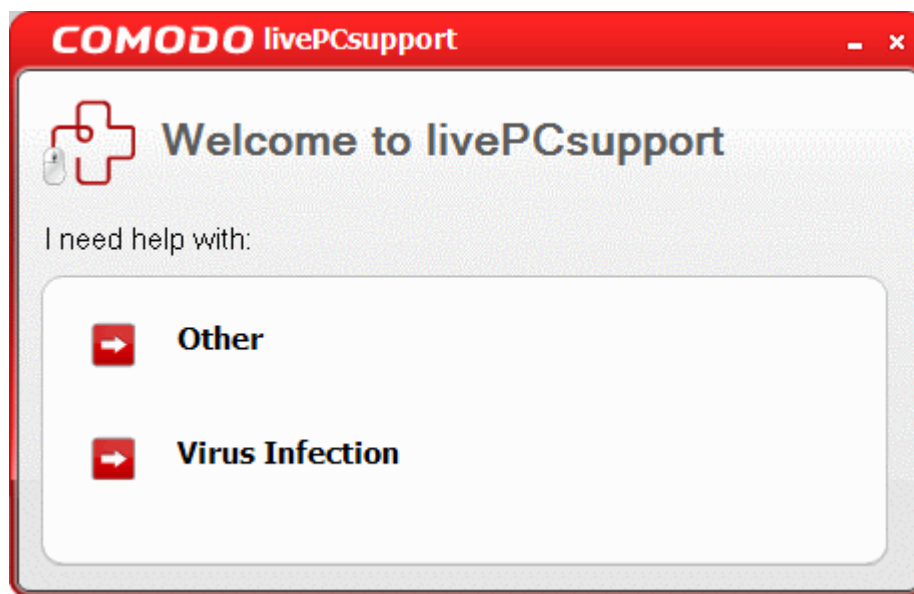 COMODO livePCsupport
Welcome to livePCsupport
I need help with:
Other
Virus Infection